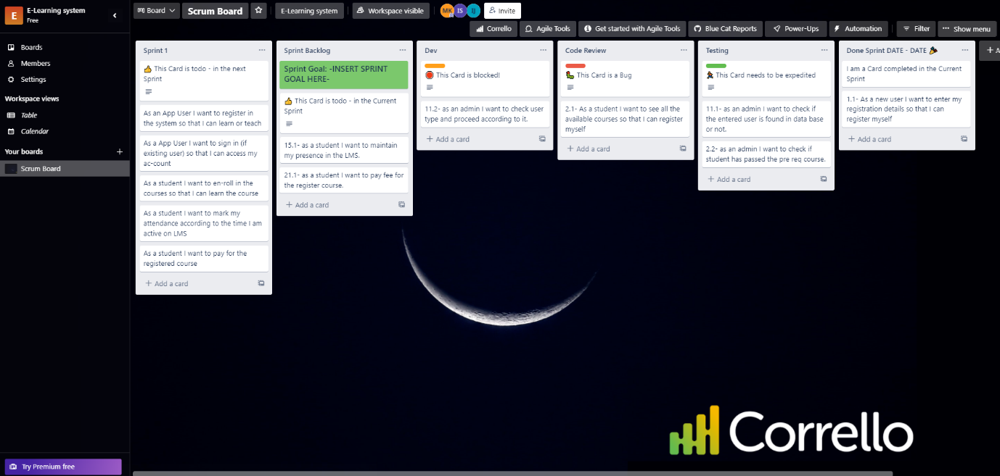 E
E-Learning system
Free
Board
Scrum Board
E-Learning system
Workspace visible
MK
IS
IJ
Invite
Corrello
Agile Tools
Get started with Agile Tools
Blue Cat Reports
Power-Ups
Automation
Filter
Show menu
Boards
Members
Settings
Workspace views
Table
Calendar
Your boards
Scrum Board
Try Premium free
Sprint 1
This Card is todo - in the next
Sprint
As an App User I want to register in
the system so that I can learn or teach
As a App User I want to sign in (if
existing user) so that I can access my
ac-count
As a student I want to en-roll in the
courses so that I can learn the course
As a student I want to mark my
attendance according to the time I am
active on LMS
As a student I want to pay for the
registered course
Add a card
Sprint Backlog
Sprint Goal: -INSERT SPRINT
GOAL HERE-
This Card is todo - in the Current
Sprint
15.1- as a student I want to maintain
my presence in the LMS.
21.1- as a student I want to pay fee for
the register course.
Add a card
Dev
This Card is blocked!
11.2- as an admin I want to check user
type and proceed according to it.
Add a card
Code Review
This Card is a Bug
2.1- As a student I want to see all the
available courses so that I can register
myself
Add a card
Testing
This Card needs to be expedited
11.1- as an admin I want to check if
the entered user is found in data base
or not.
2.2- as an admin I want to check if
student has passed the pre req course.
Add a card
Done Sprint DATE - DATE
I am a Card completed in the Current
Sprint
1.1- As a new user I want to enter my
registration details so that I can
register myself
Add a card
A
Corrello